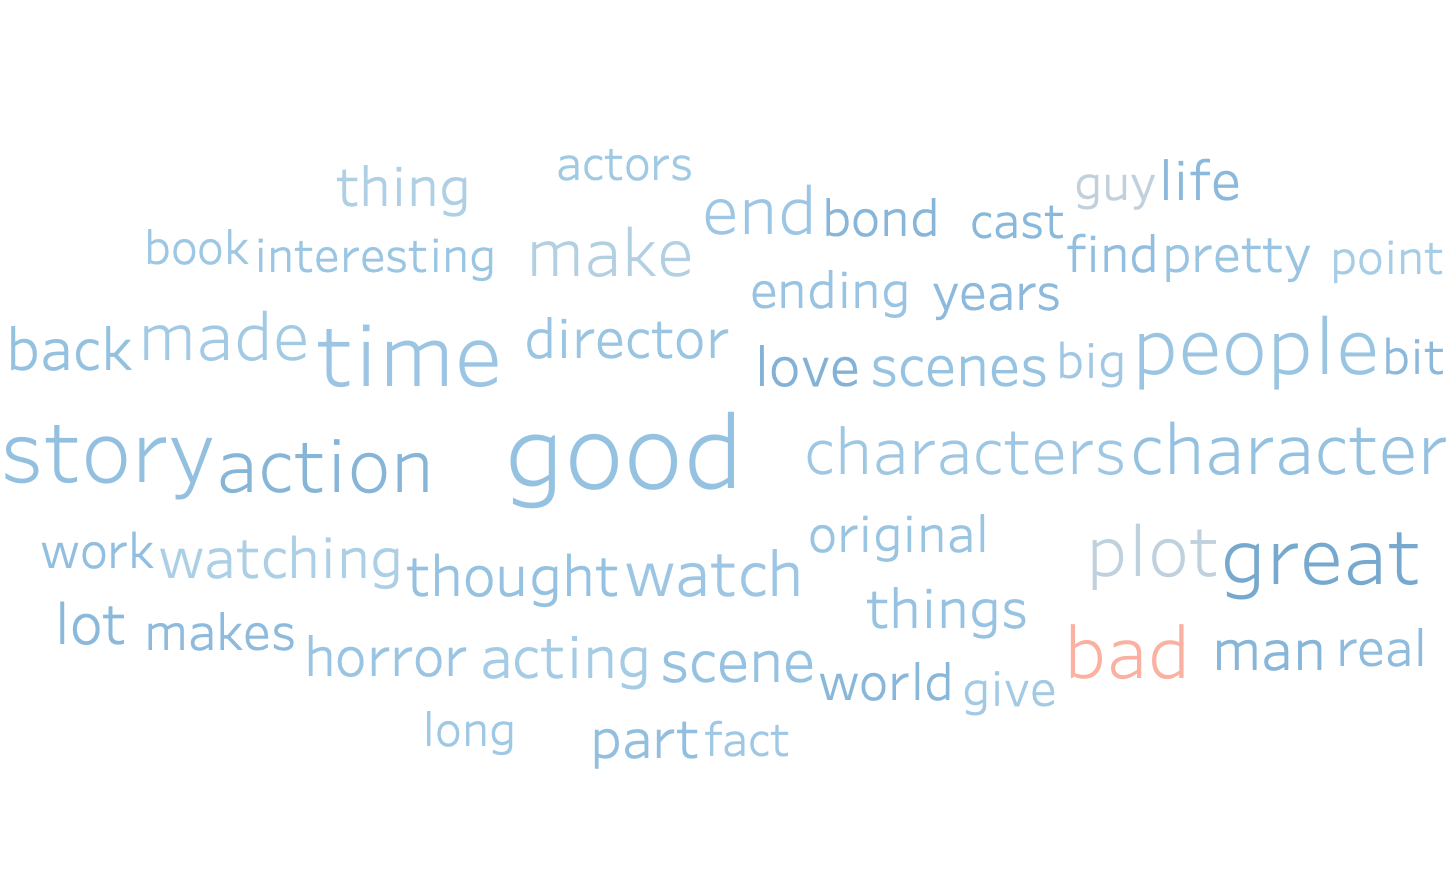 actors
thing guy life
end bond cast
book interesting make find pretty point
ending years
back made time director people bit
love scenes big
story action good characters character
original
work watching thought watch plot great
things
lot makes horror acting scene bad man real
world give
long part fact